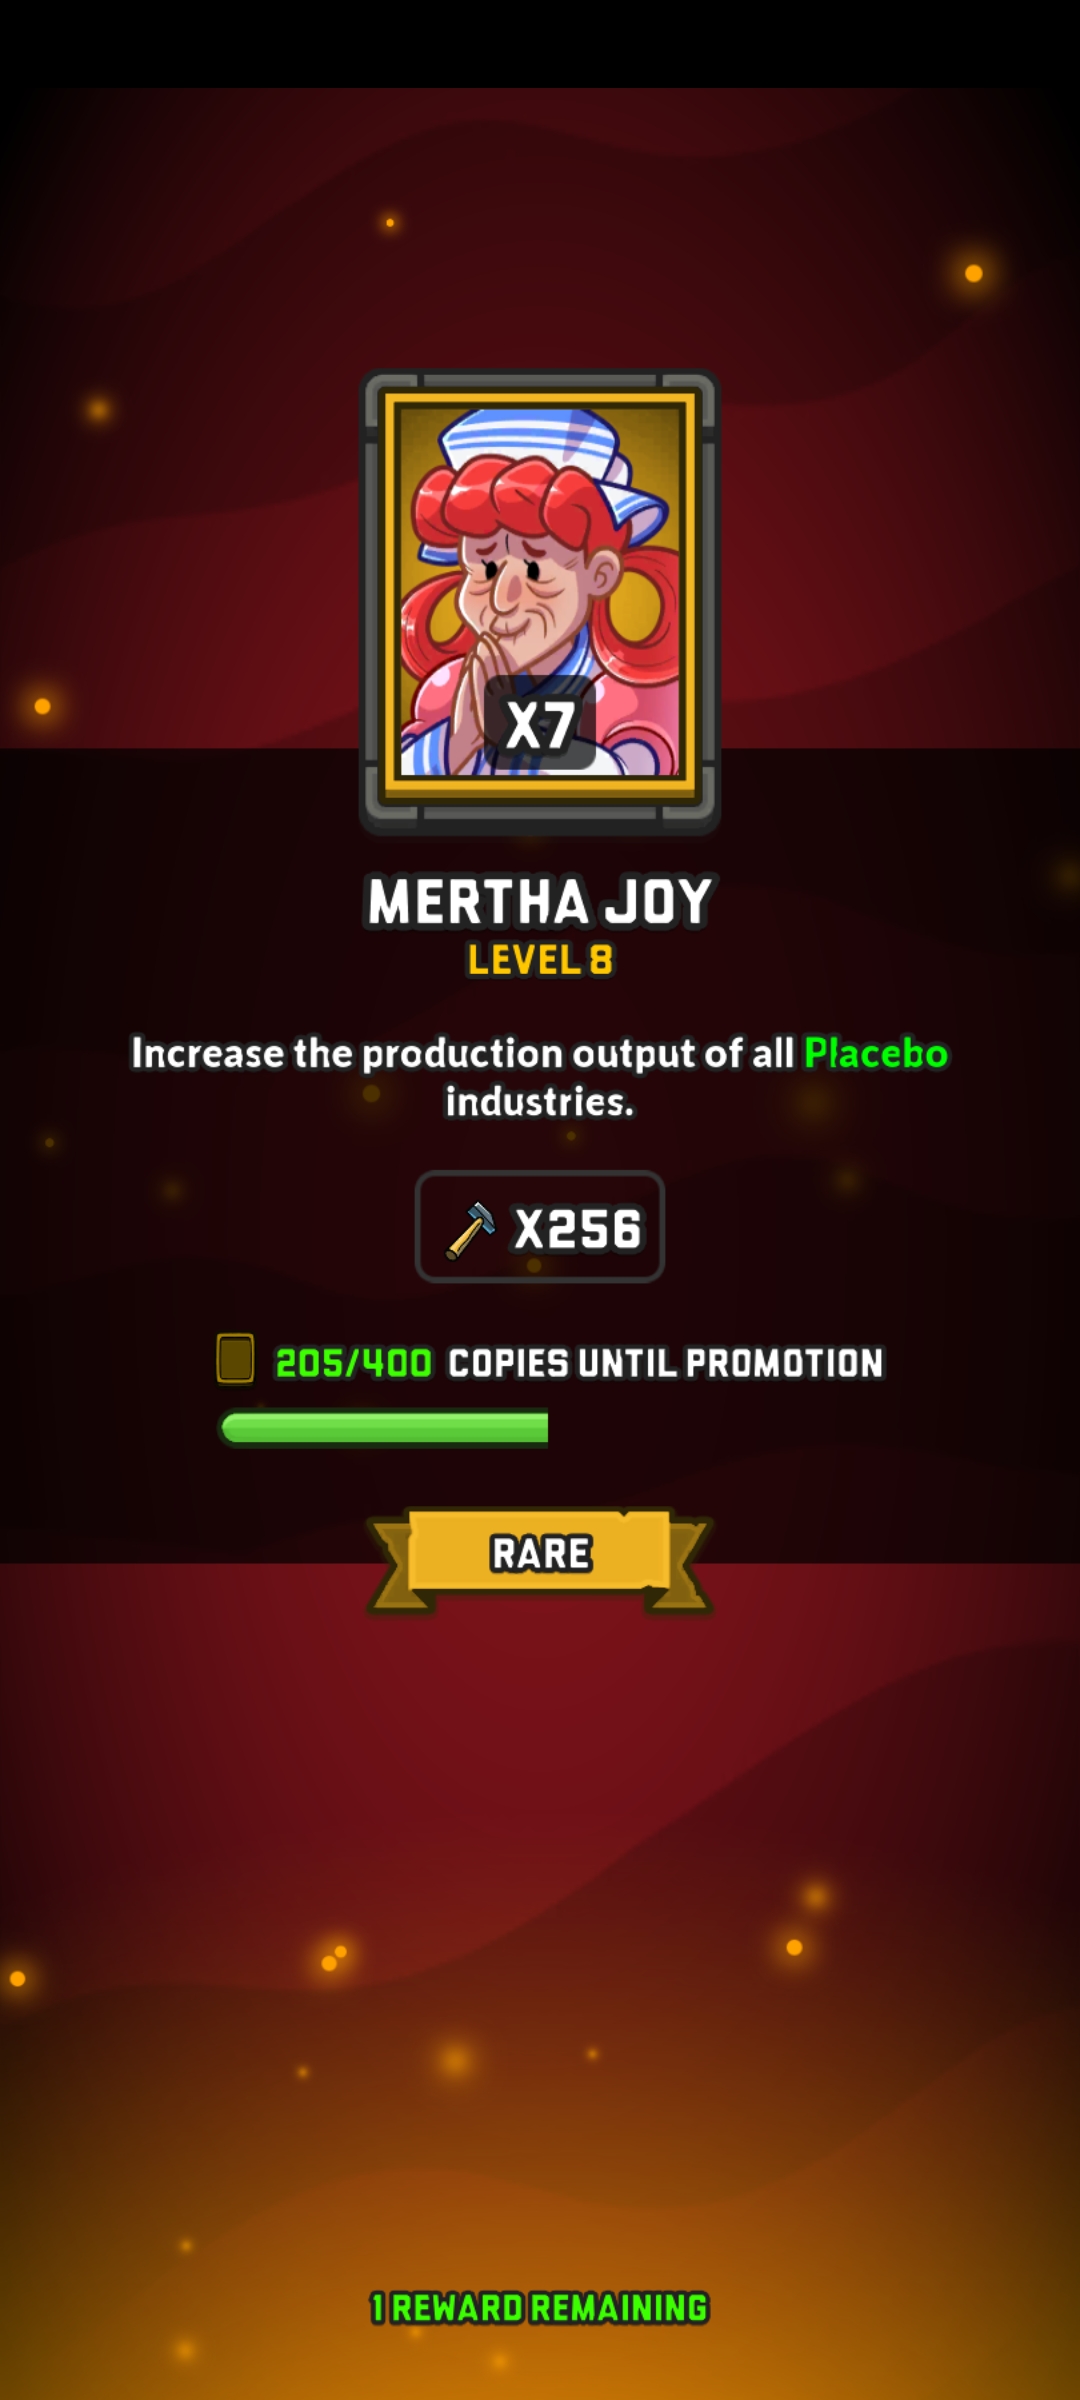 X7
MERTHA JOY
LEVEL 8
Increase the production output of all Placebo
industries.
X256
205/400 COPIES UNTIL PROMOTION
RARE
1 REWARD REMAINING